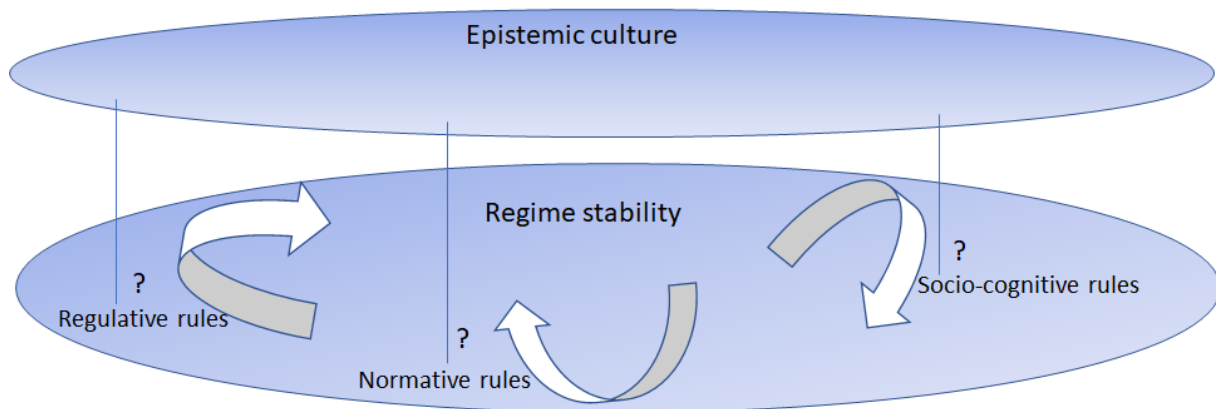 Epistemic culture
Regime stability
?
Regulative rules
?
Normative rules
?
Socio-cognitive rules